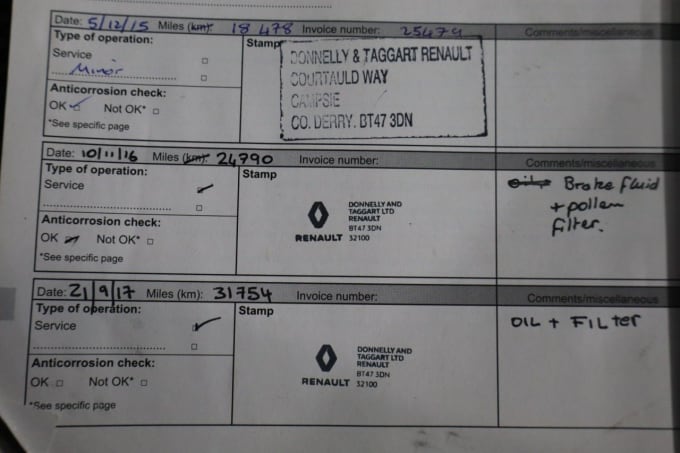 Date: 5/12/15 Miles (km): 18 478 Invoice number: 25479 Comments/miscellaneous
Type of operation: Stamp
Service
Minor
Anticorrosion check:
OK Not OK*
*See specific page
DONNELLY & TAGGART RENAULT
COURTAULD WAY
CAMPSIE
CO. DERRY. BT47 3DN
Date: 10/11/16 Miles (km): 24790 Invoice number: Comments/miscellaneous
Type of operation: Stamp
Service
Anticorrosion check:
OK Not OK*
*See specific page
RENAULT
DONNELLY AND
TAGGART LTD
RENAULT
BT47 3DN
32100
Brake fluid
+ pollen
filter.
Date: 21/9/17 Miles (km): 31754 Invoice number: Comments/miscellaneous
Type of operation: Stamp
Service
Anticorrosion check:
OK Not OK*
*See specific page
RENAULT
DONNELLY AND
TAGGART LTD
RENAULT
BT47 3DN
32100
OIL + FILTER